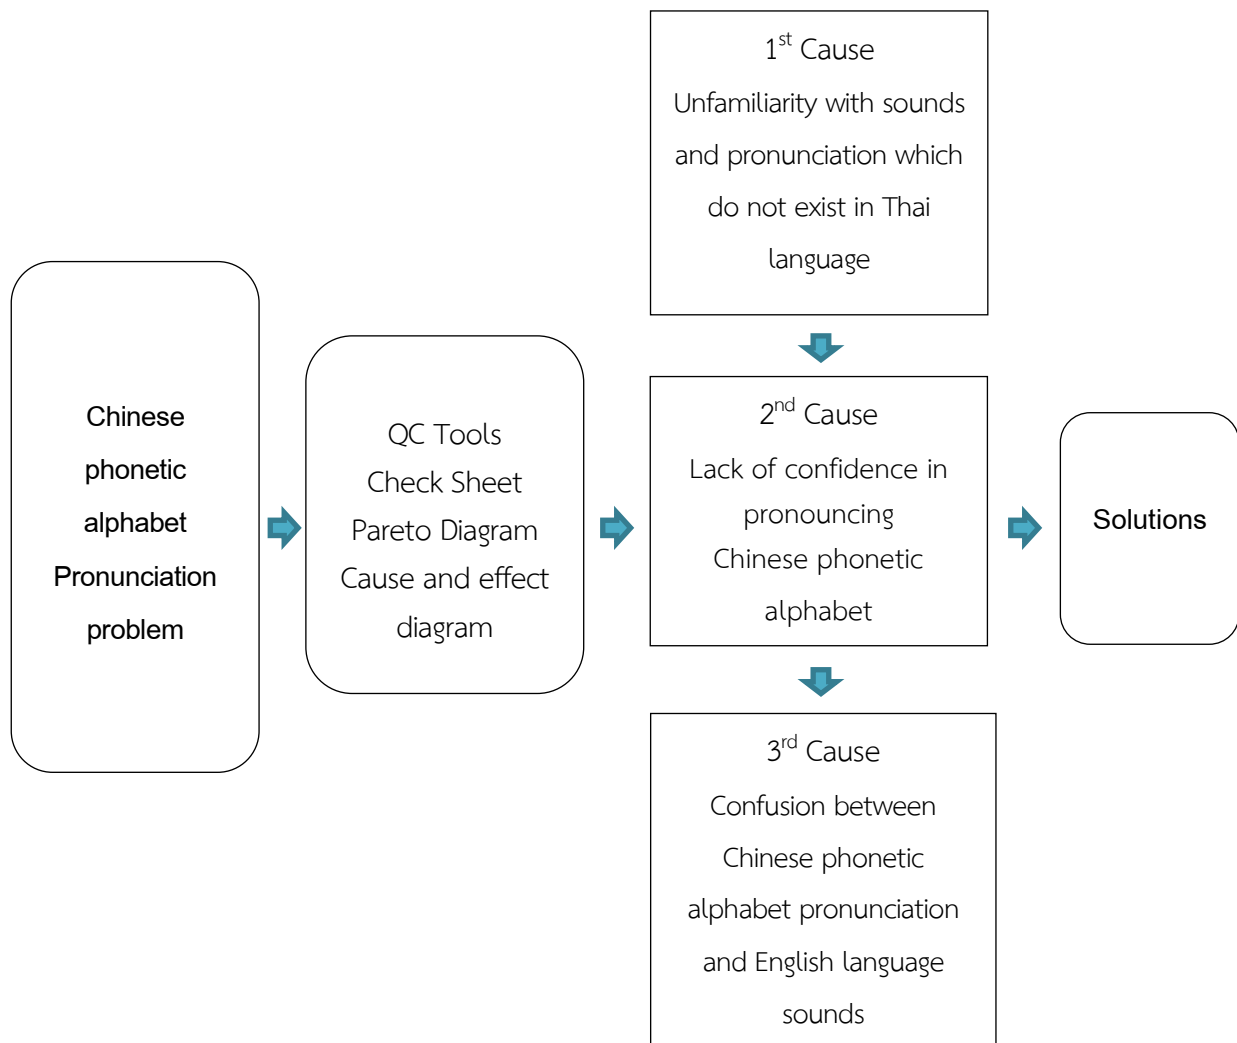 Chinese
phonetic
alphabet
Pronunciation
problem
QC Tools
Check Sheet
Pareto Diagram
Cause and effect
diagram
1st Cause
Unfamiliarity with sounds
and pronunciation which
do not exist in Thai
language
2nd Cause
Lack of confidence in
pronouncing
Chinese phonetic
alphabet
3rd Cause
Confusion between
Chinese phonetic
alphabet pronunciation
and English language
sounds
Solutions